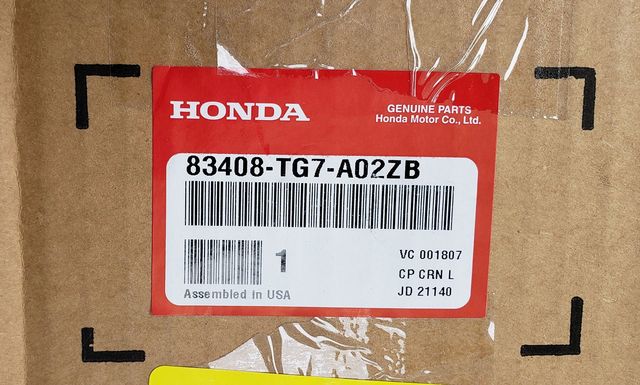 HONDA
GENUINE PARTS
Honda Motor Co., Ltd.
83408-TG7-A02ZB
1
VC 001807
CP CRN L
Assembled in USA
JD 21140